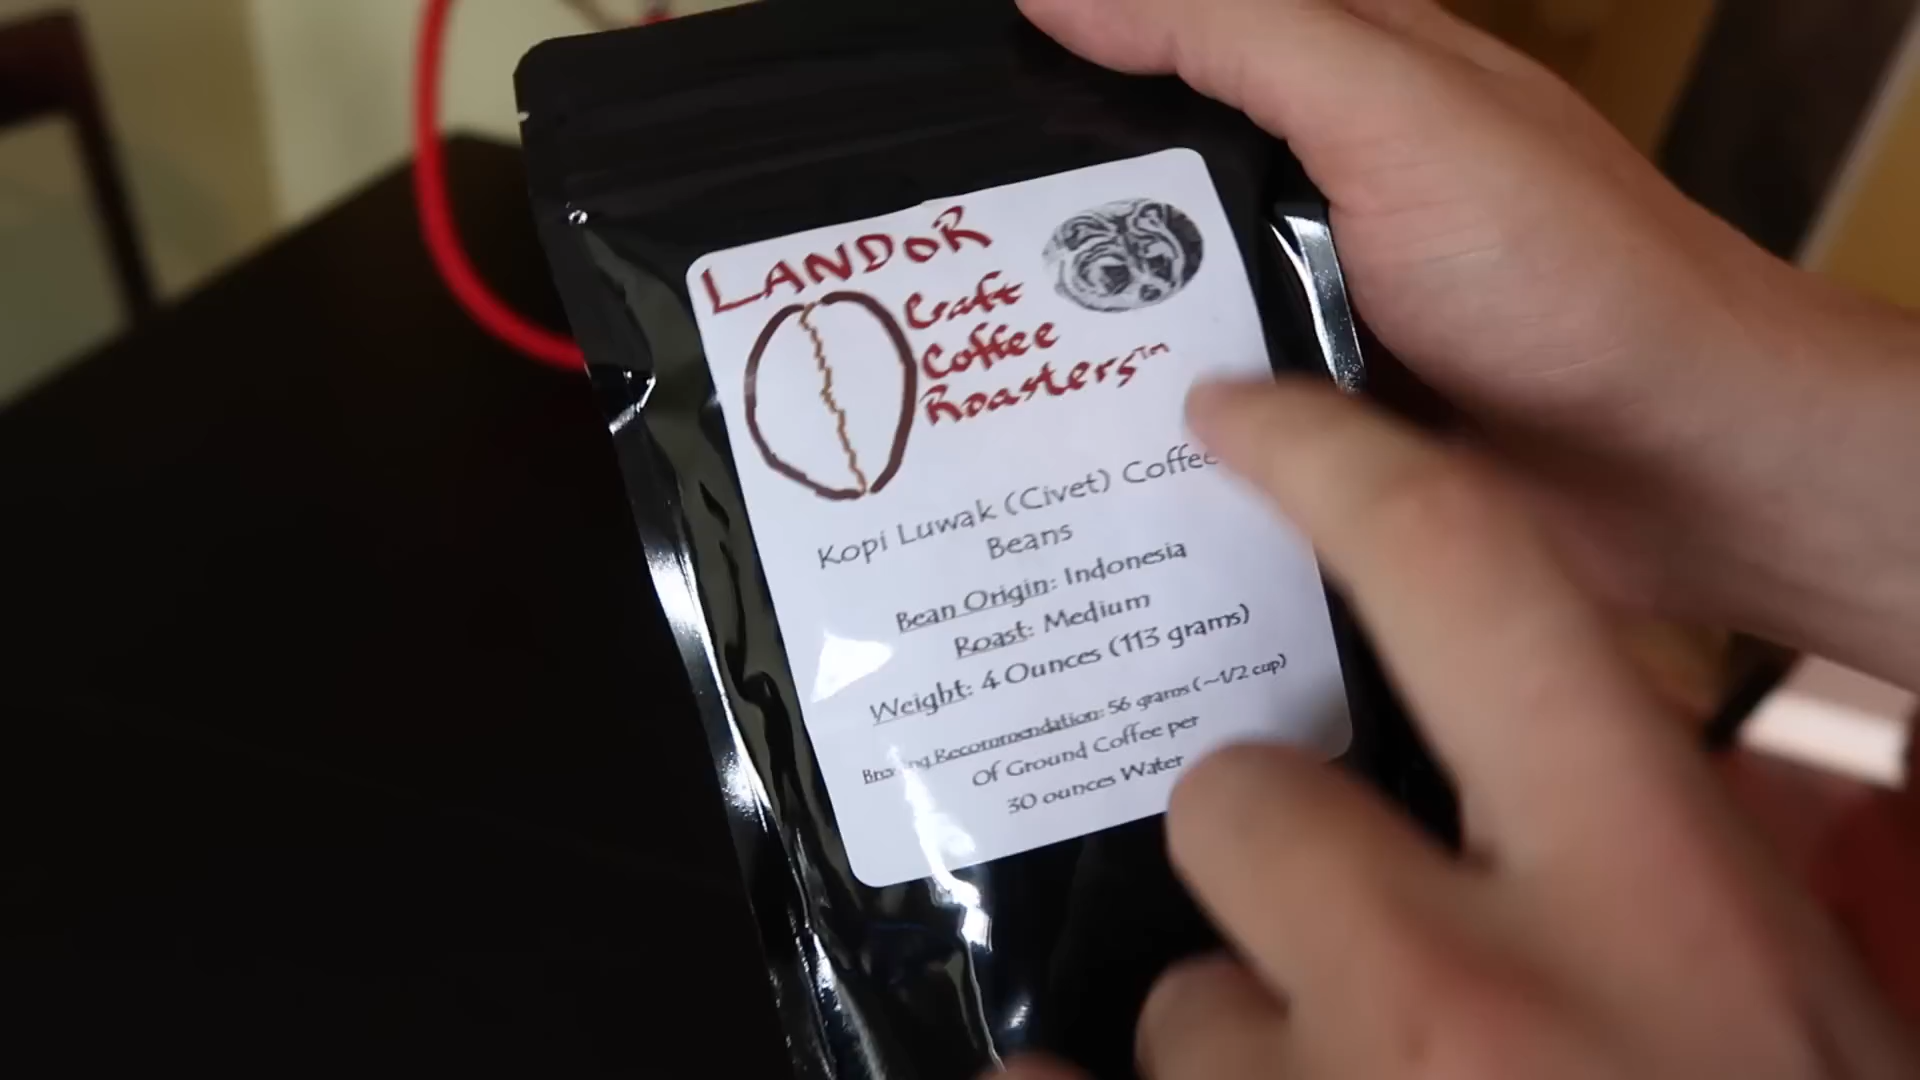 LANDOR
Craft
Coffee
Roasters™
Kopi Luwak (Civet) Coffee
Beans
Bean Origin: Indonesia
Roast: Medium
Weight: 4 Ounces (113 grams)
Brewing Recommendation: 56 grams (~1/2 cup)
Of Ground Coffee per
30 ounces Water